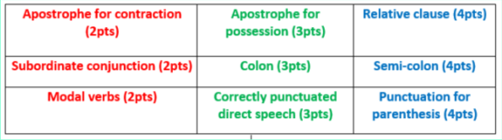 Apostrophe for contraction
(2pts)
Apostrophe for
possession (3pts)
Relative clause (4pts)
Subordinate conjunction (2pts)
Colon (3pts)
Semi-colon (4pts)
Modal verbs (2pts)
Correctly punctuated
direct speech (3pts)
Punctuation for
parenthesis (4pts)